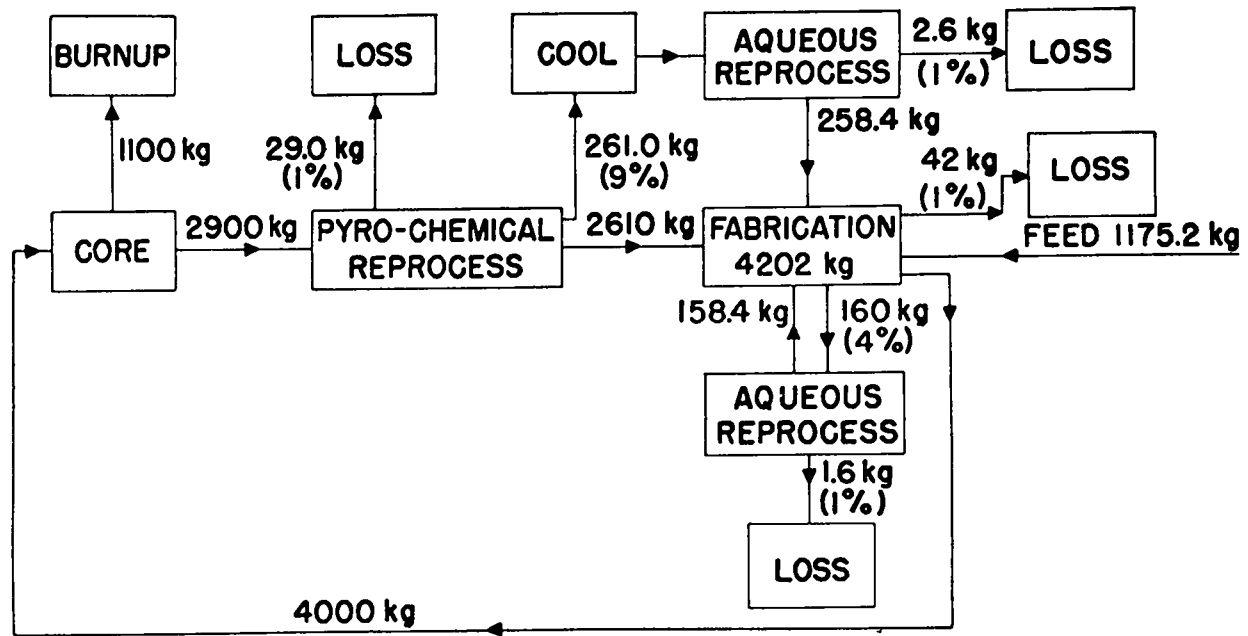 BURNUP
LOSS
COOL
AQUEOUS
REPROCESS
2.6 kg
(1%)
LOSS
1100 kg
29.0 kg
(1%)
261.0 kg
(9%)
258.4 kg
42 kg
(1%)
LOSS
CORE
2900 kg
PYRO-CHEMICAL
REPROCESS
2610 kg
FABRICATION
4202 kg
FEED 1175.2 kg
158.4 kg
160 kg
(4%)
AQUEOUS
REPROCESS
1.6 kg
(1%)
LOSS
4000 kg